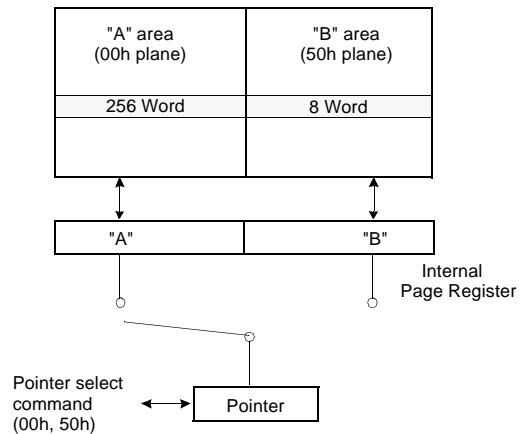 "A" area
(00h plane)
"B" area
(50h plane)
256 Word
8 Word
"A"
"B"
Internal
Page Register
Pointer select
command
(00h, 50h)
Pointer